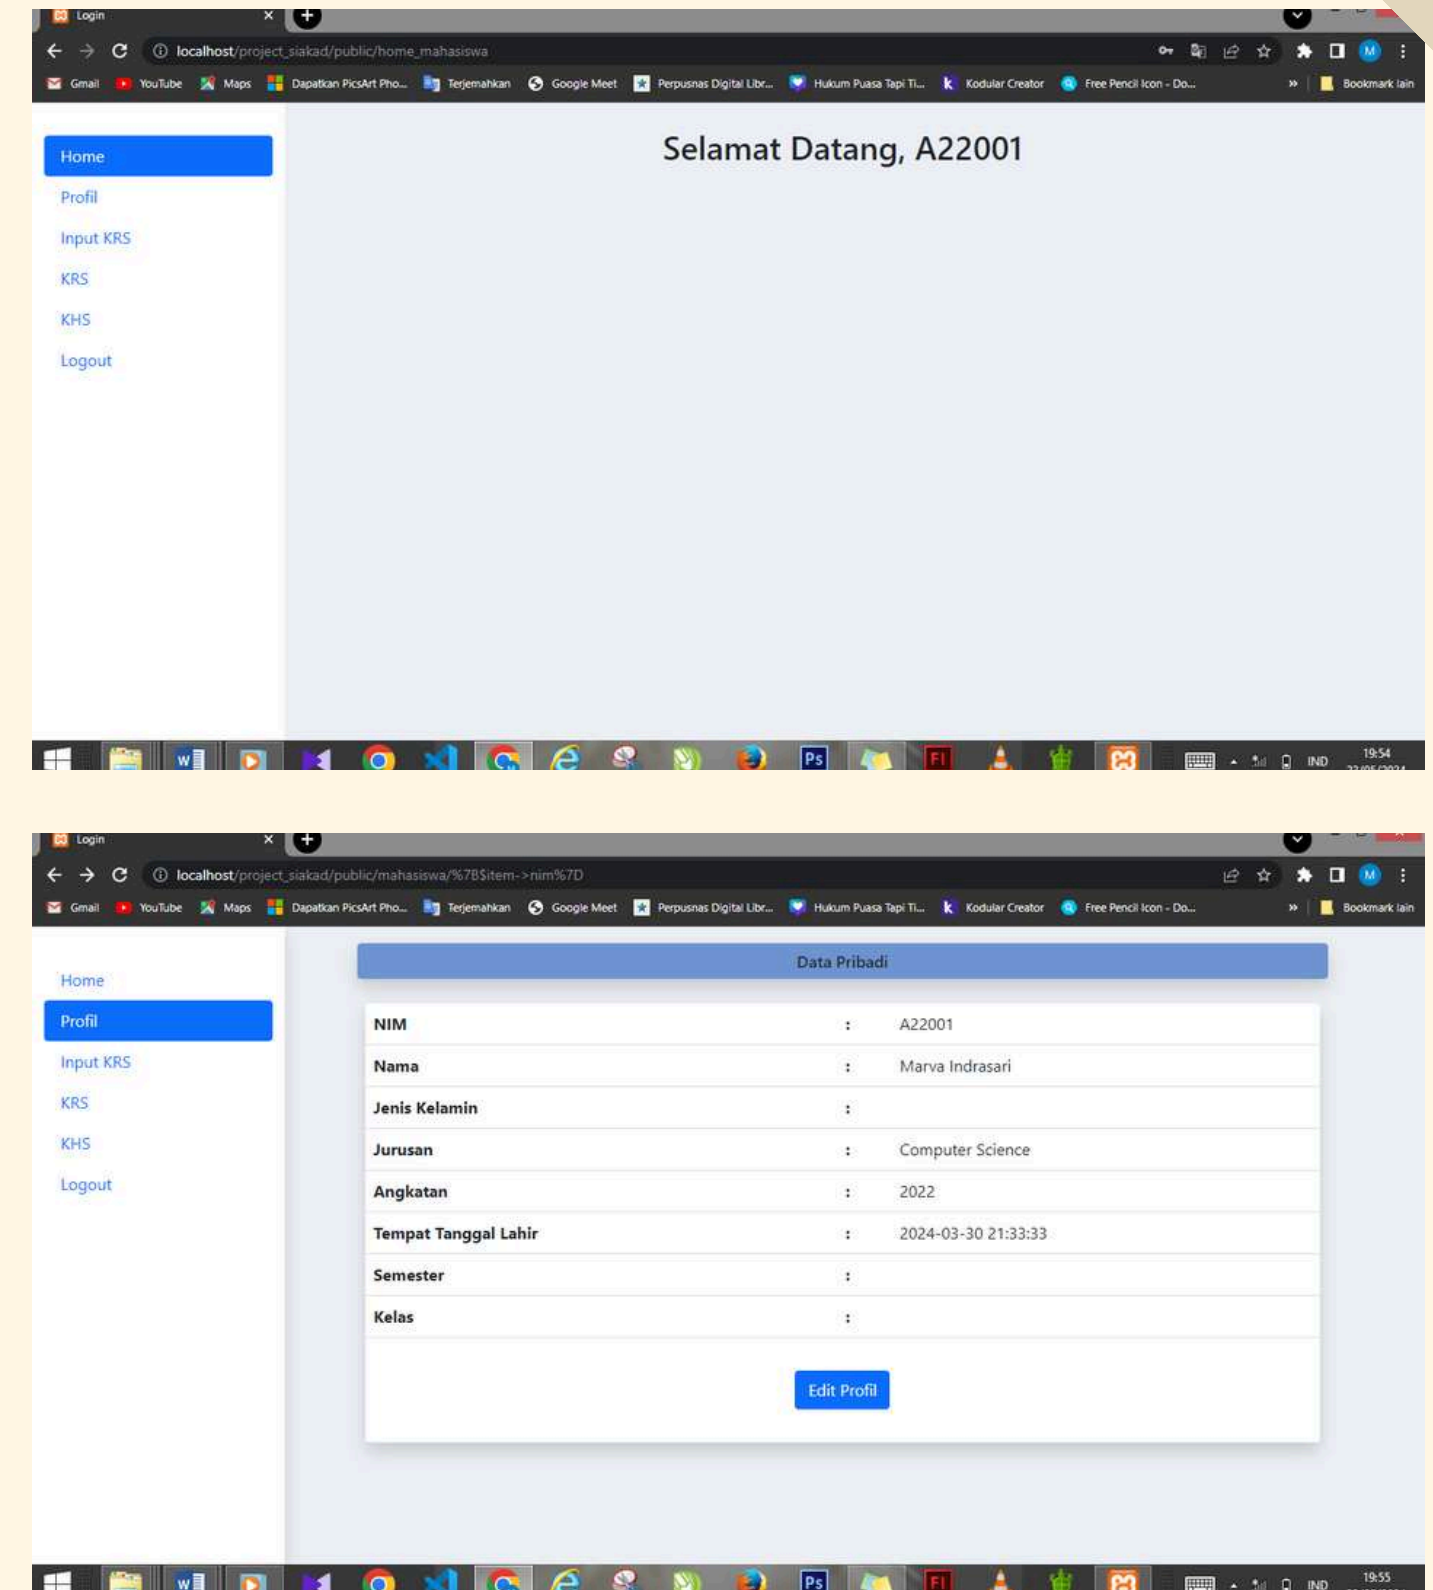 Login
localhost/project_siakad/public/home_mahasiswa
M
Gmail YouTube Maps Dapatkan PicsArt Pho... Terjemahkan Google Meet Perpusnas Digital Libr... Hukum Puasa Tapi Ti... Kodular Creator Free Pencil Icon - Do... » Bookmark lain
Selamat Datang, A22001
Home
Profil
Input KRS
KRS
KHS
Logout
IND 19:54
Login
localhost/project_siakad/public/mahasiswa/%7B$item->nim%7D
M
Gmail YouTube Maps Dapatkan PicsArt Pho... Terjemahkan Google Meet Perpusnas Digital Libr... Hukum Puasa Tapi Ti... Kodular Creator Free Pencil Icon - Do... » Bookmark lain
Home
Profil
Input KRS
KRS
KHS
Logout
Data Pribadi
NIM : A22001
Nama : Marva Indrasari
Jenis Kelamin :
Jurusan : Computer Science
Angkatan : 2022
Tempat Tanggal Lahir : 2024-03-30 21:33:33
Semester :
Kelas :
Edit Profil
IND 19:55